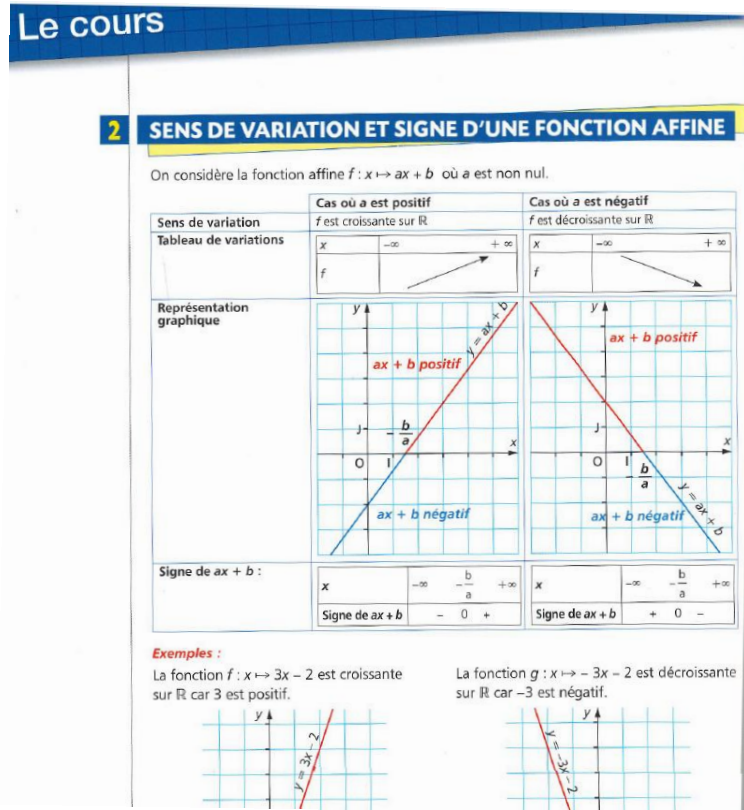 Le cours
2 SENS DE VARIATION ET SIGNE D'UNE FONCTION AFFINE
On considère la fonction affine f : x ↦ ax + b où a est non nul.
Cas où a est positif
Cas où a est négatif
Sens de variation
f est croissante sur ℝ
f est décroissante sur ℝ
Tableau de variations
x −∞ + ∞
f
x −∞ + ∞
f
Représentation
graphique
y
y = ax + b
ax + b positif
J
− b/a
x
O I
ax + b négatif
y
ax + b positif
J
x
O I
− b/a
y = ax + b
ax + b négatif
Signe de ax + b :
x −∞ − b/a +∞
Signe de ax + b − 0 +
x −∞ − b/a +∞
Signe de ax + b + 0 −
Exemples :
La fonction f : x ↦ 3x − 2 est croissante
sur ℝ car 3 est positif.
La fonction g : x ↦ − 3x − 2 est décroissante
sur ℝ car −3 est négatif.
y
y = 3x − 2
y
y = −3x − 2